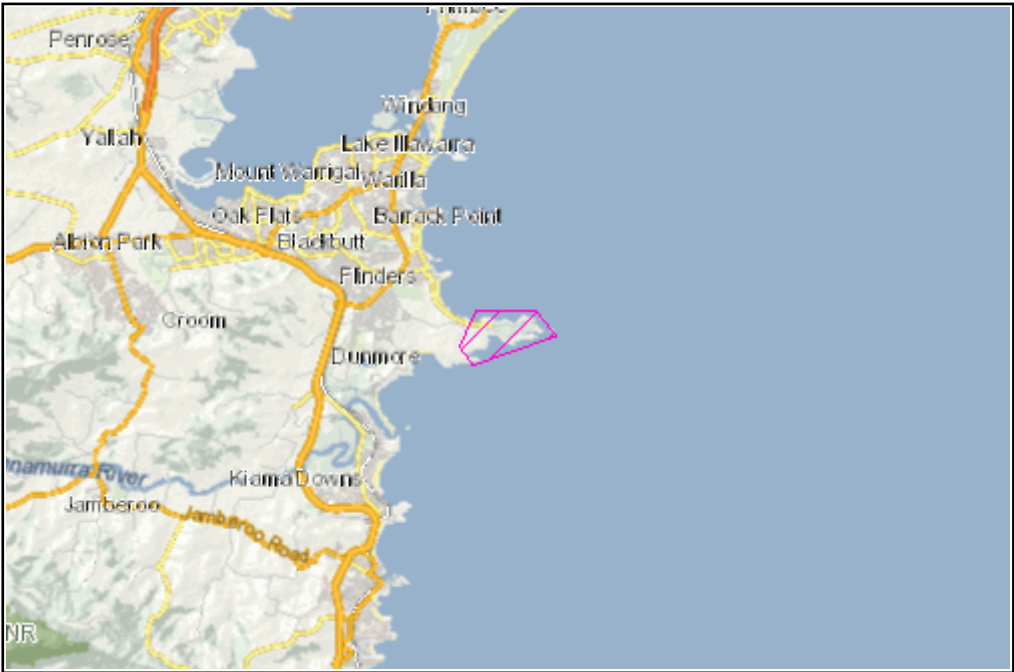 Penrose
Windang
Yallah
Lake Illawarra
Mount Warrigal
Warilla
Oak Flats
Barrack Point
Albion Park
Blackbutt
Flinders
Croom
Dunmore
namurra River
Kiama Downs
Jamberoo
Jamberoo Road
NR